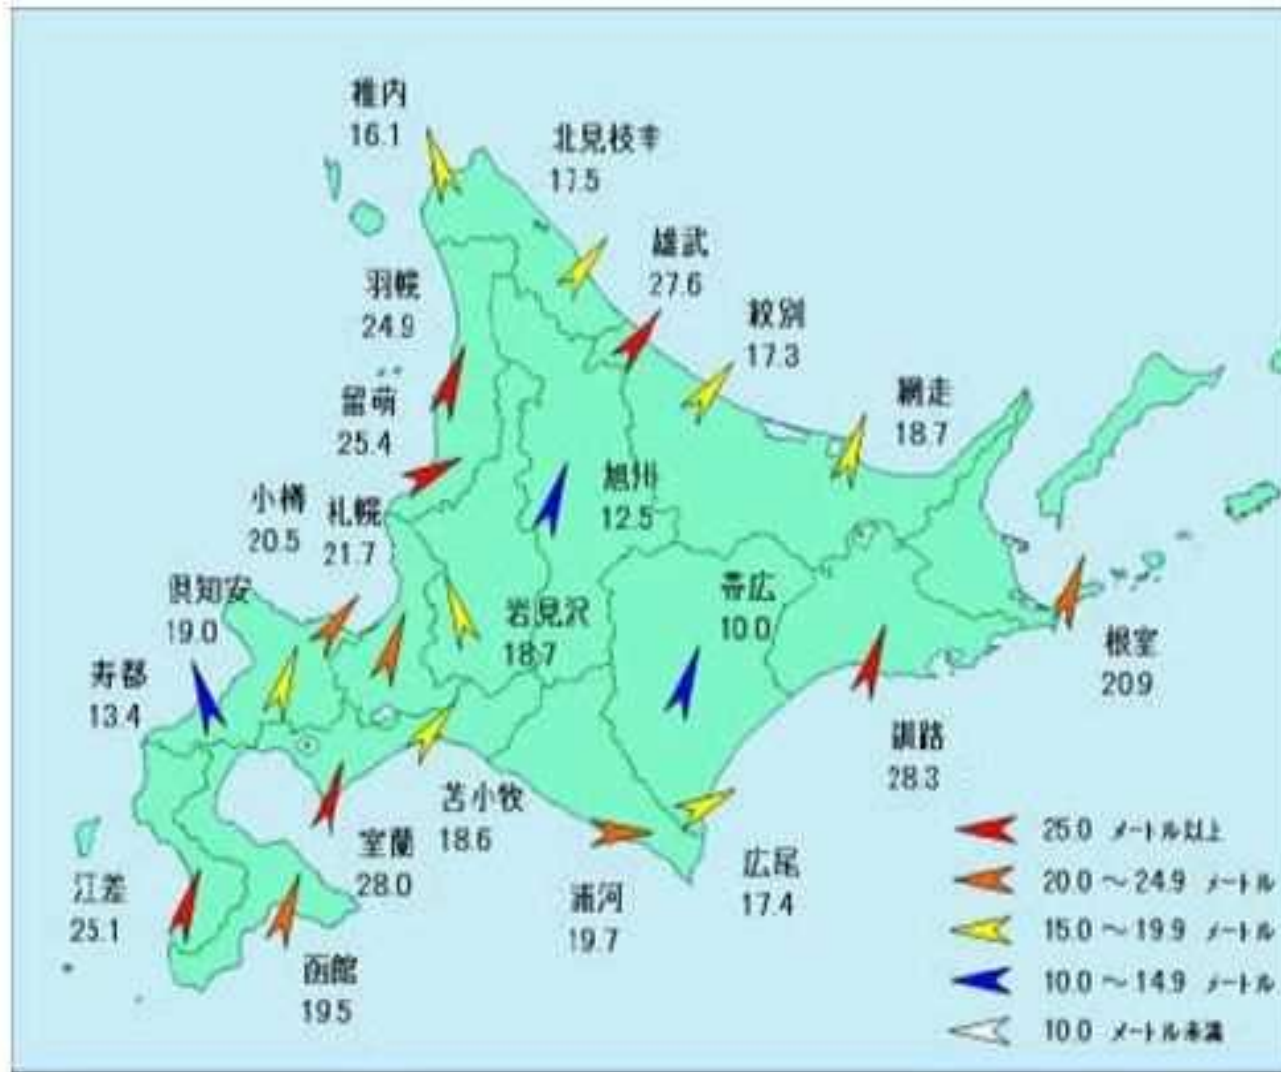 稚内
16.1
北見枝幸
17.5
雄武
27.6
羽幌
24.9
紋別
17.3
留萌
25.4
網走
18.7
旭川
12.5
小樽
20.5
札幌
21.7
倶知安
19.0
岩見沢
18.7
帯広
10.0
根室
20.9
寿都
13.4
釧路
28.3
苫小牧
18.6
室蘭
28.0
広尾
17.4
浦河
19.7
江差
25.1
函館
19.5
25.0 メートル以上
20.0 ～24.9 メートル
15.0 ～19.9 メートル
10.0 ～14.9 メートル
10.0 メートル未満